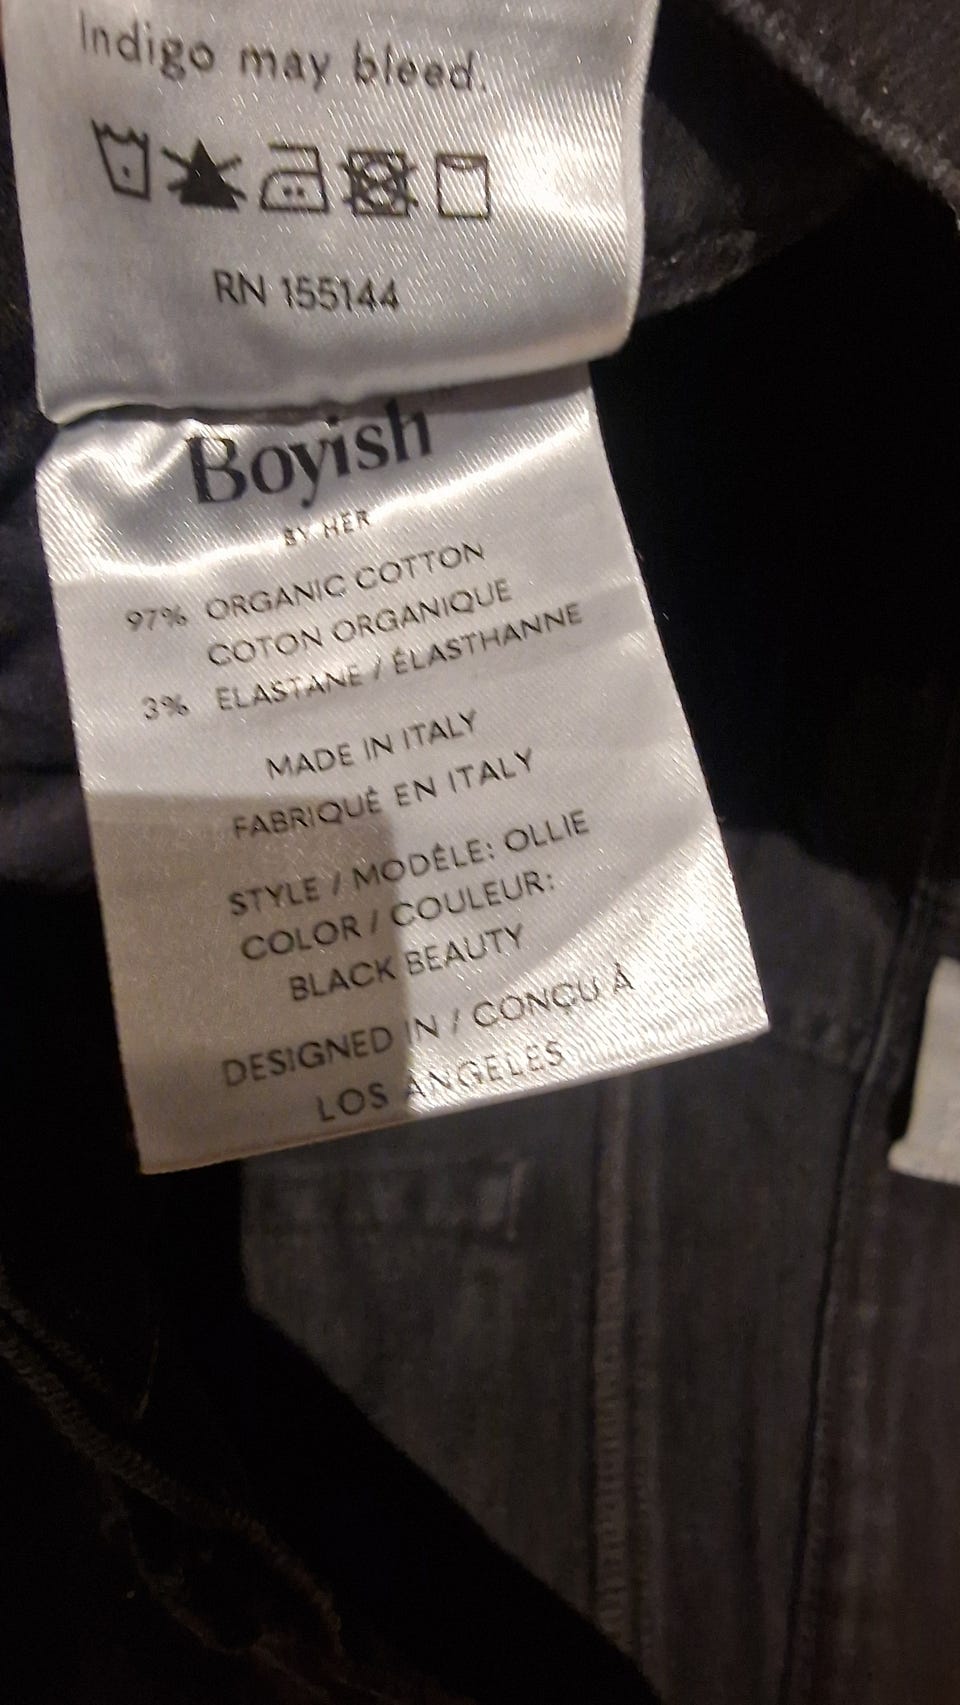 Indigo may bleed.
RN 155144
Boyish
BY HER
97% ORGANIC COTTON
COTON ORGANIQUE
3% ELASTANE / ÉLASTHANNE
MADE IN ITALY
FABRIQUÉ EN ITALY
STYLE / MODÈLE: OLLIE
COLOR / COULEUR:
BLACK BEAUTY
DESIGNED IN / CONÇU À
LOS ANGELES